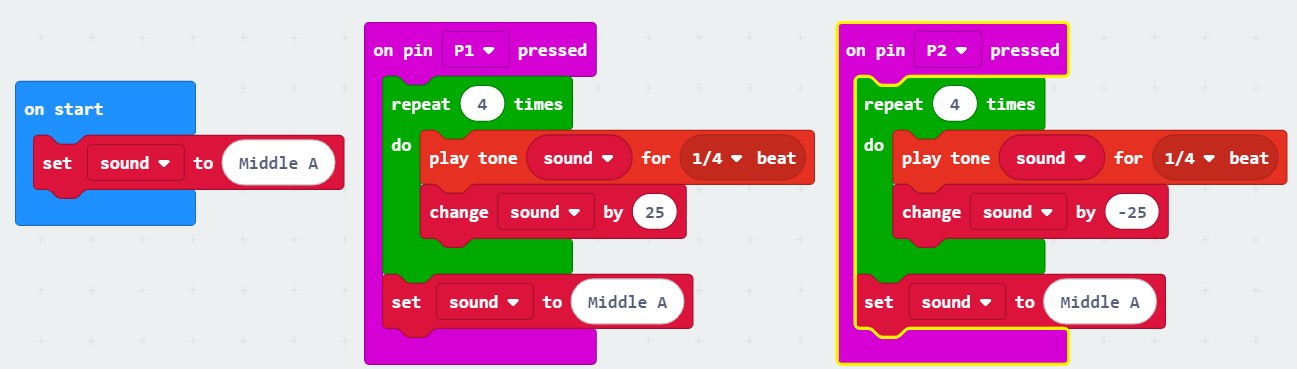 on start
set sound to Middle A
on pin P1 pressed
repeat 4 times
do
play tone sound for 1/4 beat
change sound by 25
set sound to Middle A
on pin P2 pressed
repeat 4 times
do
play tone sound for 1/4 beat
change sound by -25
set sound to Middle A